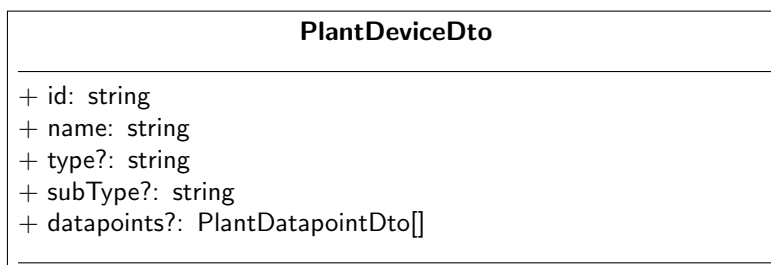 PlantDeviceDto
+ id: string
+ name: string
+ type?: string
+ subType?: string
+ datapoints?: PlantDatapointDto[]